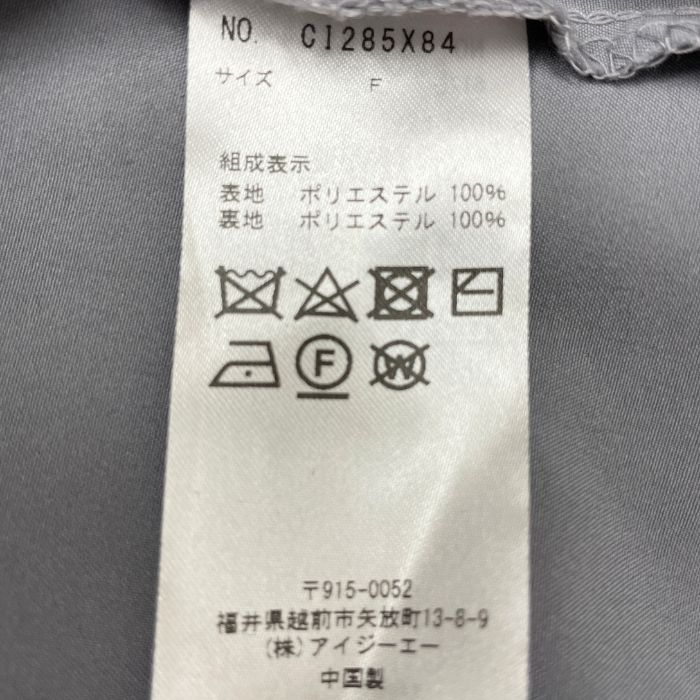 NO. CI285X84
サイズ F
組成表示
表地 ポリエステル 100%
裏地 ポリエステル 100%
F
W
〒915-0052
福井県越前市矢放町13-8-9
(株)アイジーエー
中国製